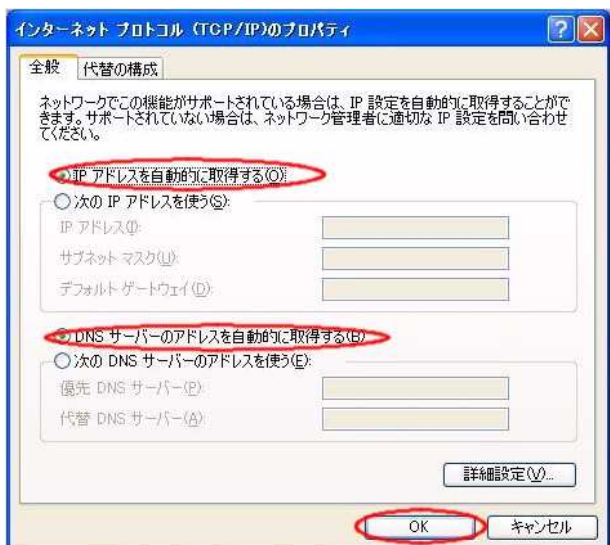 インターネット プロトコル (TCP/IP)のプロパティ
全般
代替の構成
ネットワークでこの機能がサポートされている場合は、IP 設定を自動的に取得することがで
きます。サポートされていない場合は、ネットワーク管理者に適切な IP 設定を問い合わせ
てください。
IP アドレスを自動的に取得する(O)
次の IP アドレスを使う(S):
IP アドレス(I):
サブネット マスク(U):
デフォルト ゲートウェイ(D):
DNS サーバーのアドレスを自動的に取得する(B)
次の DNS サーバーのアドレスを使う(E):
優先 DNS サーバー(P):
代替 DNS サーバー(A):
詳細設定(V)...
OK
キャンセル